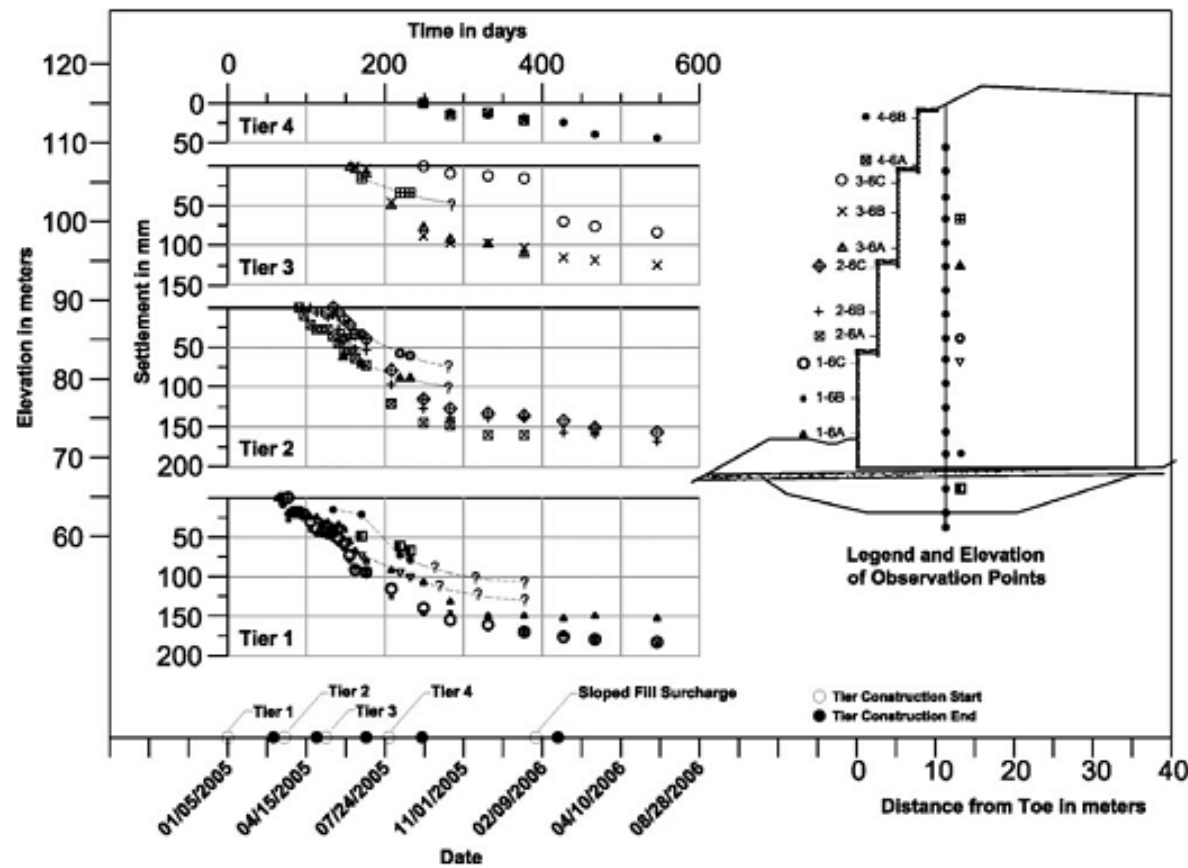 Time in days
0 200 400 600
Elevation in meters
120
110
100
90
80
70
60
Settlement in mm
0
50
Tier 4
50
100
150
Tier 3
?
50
100
150
200
Tier 2
?
?
50
100
150
200
Tier 1
? ? ?
? ? ?
4-6B
4-6A
3-6C
3-6B
3-6A
2-6C
2-6B
2-6A
1-6C
1-6B
1-6A
Legend and Elevation
of Observation Points
Tier 1
Tier 2
Tier 3
Tier 4
Sloped Fill Surcharge
Tier Construction Start
Tier Construction End
01/05/2005
04/15/2005
07/24/2005
11/01/2005
02/09/2006
04/10/2006
08/28/2006
Date
0 10 20 30 40
Distance from Toe in meters